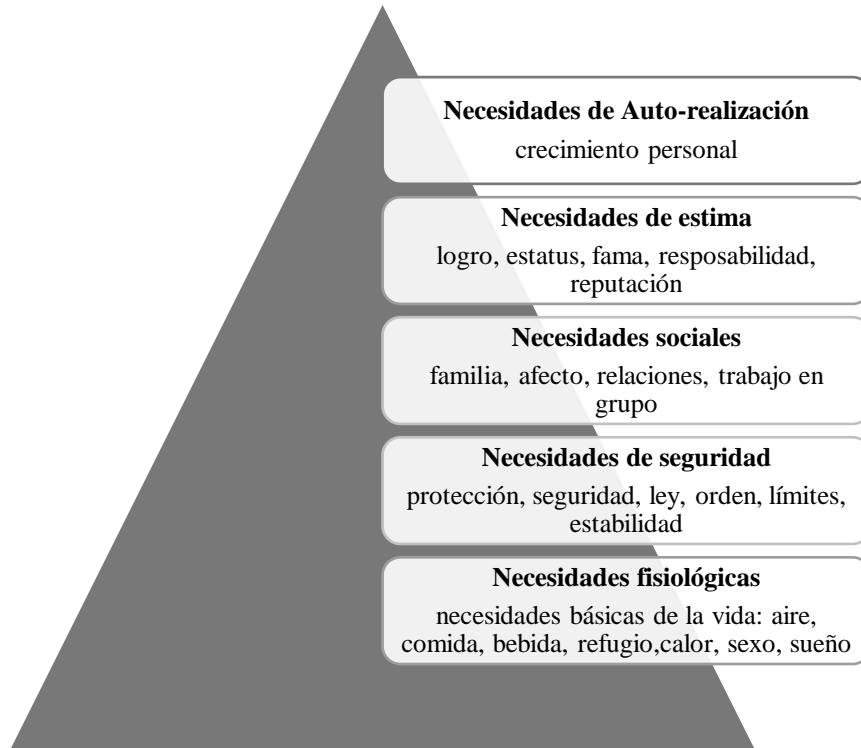 Necesidades de Auto-realización
crecimiento personal
Necesidades de estima
logro, estatus, fama, resposabilidad,
reputación
Necesidades sociales
familia, afecto, relaciones, trabajo en
grupo
Necesidades de seguridad
protección, seguridad, ley, orden, límites,
estabilidad
Necesidades fisiológicas
necesidades básicas de la vida: aire,
comida, bebida, refugio,calor, sexo, sueño